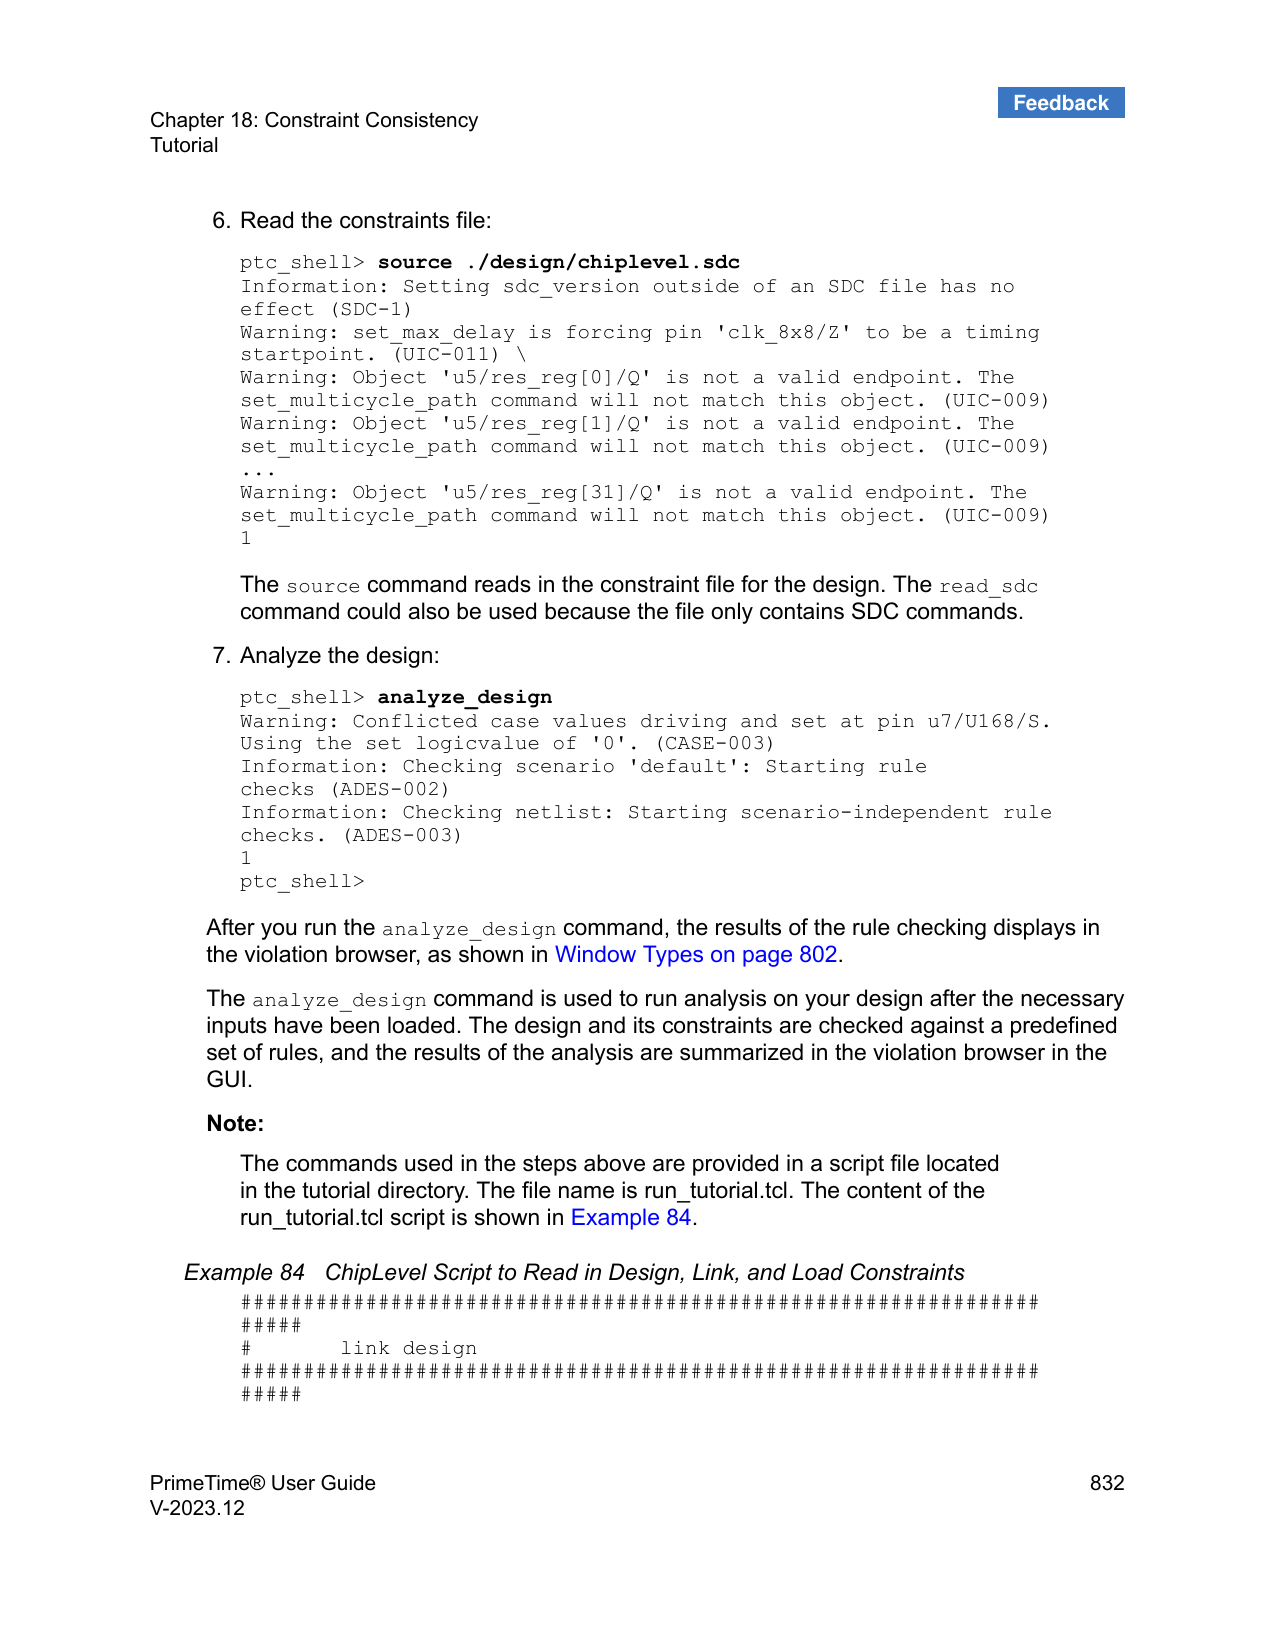 Feedback
Chapter 18: Constraint Consistency
Tutorial
6. Read the constraints file:
ptc_shell> source ./design/chiplevel.sdc
Information: Setting sdc_version outside of an SDC file has no
effect (SDC-1)
Warning: set_max_delay is forcing pin 'clk_8x8/Z' to be a timing
startpoint. (UIC-011) \
Warning: Object 'u5/res_reg[0]/Q' is not a valid endpoint. The
set_multicycle_path command will not match this object. (UIC-009)
Warning: Object 'u5/res_reg[1]/Q' is not a valid endpoint. The
set_multicycle_path command will not match this object. (UIC-009)
...
Warning: Object 'u5/res_reg[31]/Q' is not a valid endpoint. The
set_multicycle_path command will not match this object. (UIC-009)
1
The source command reads in the constraint file for the design. The read_sdc
command could also be used because the file only contains SDC commands.
7. Analyze the design:
ptc_shell> analyze_design
Warning: Conflicted case values driving and set at pin u7/U168/S.
Using the set logicvalue of '0'. (CASE-003)
Information: Checking scenario 'default': Starting rule
checks (ADES-002)
Information: Checking netlist: Starting scenario-independent rule
checks. (ADES-003)
1
ptc_shell>
After you run the analyze_design command, the results of the rule checking displays in
the violation browser, as shown in Window Types on page 802.
The analyze_design command is used to run analysis on your design after the necessary
inputs have been loaded. The design and its constraints are checked against a predefined
set of rules, and the results of the analysis are summarized in the violation browser in the
GUI.
Note:
The commands used in the steps above are provided in a script file located
in the tutorial directory. The file name is run_tutorial.tcl. The content of the
run_tutorial.tcl script is shown in Example 84.
Example 84 ChipLevel Script to Read in Design, Link, and Load Constraints
################################################################
#####
# link design
################################################################
#####
PrimeTime® User Guide 832
V-2023.12